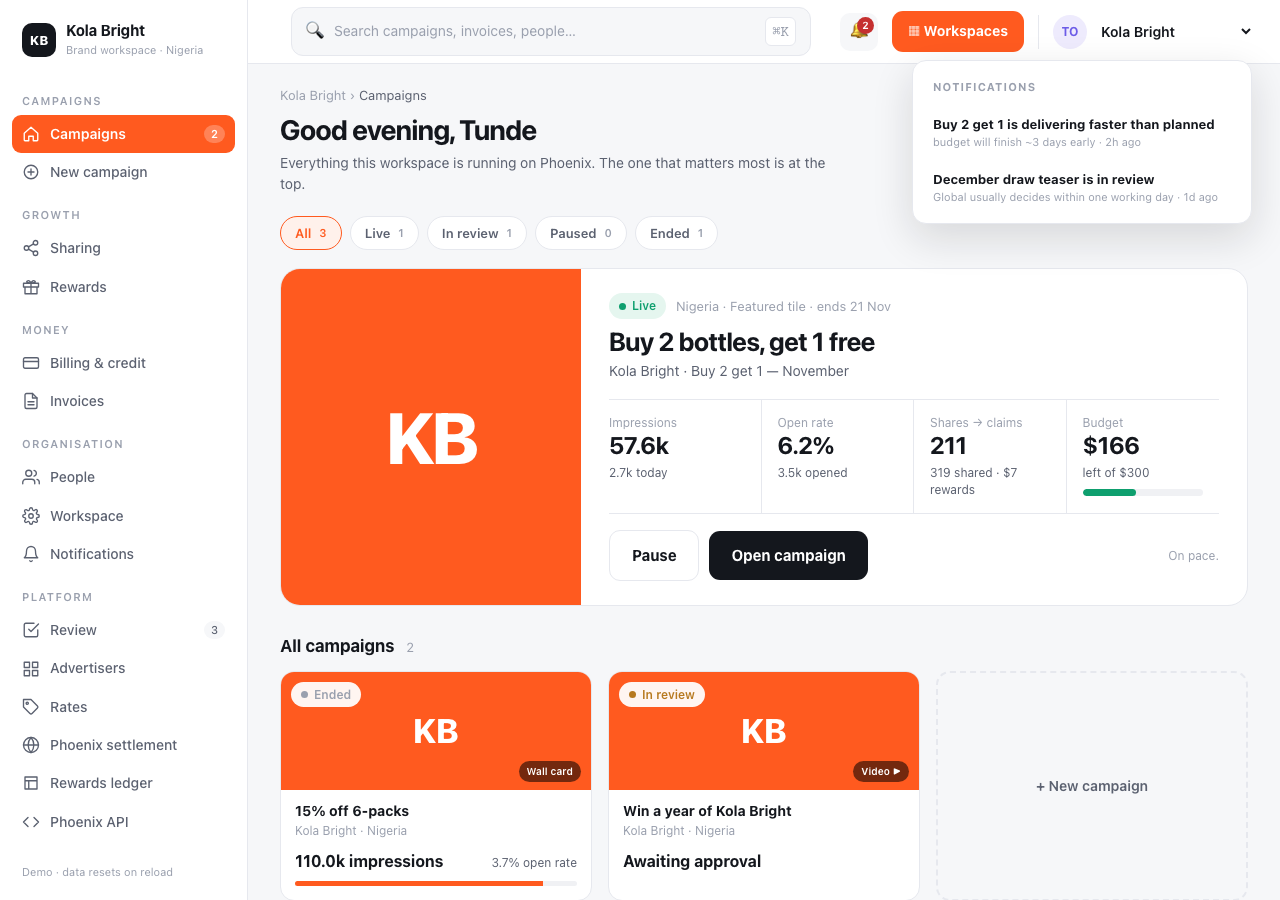 KB
Kola Bright
Brand workspace · Nigeria
CAMPAIGNS
Campaigns 2
New campaign
GROWTH
Sharing
Rewards
MONEY
Billing & credit
Invoices
ORGANISATION
People
Workspace
Notifications
PLATFORM
Review 3
Advertisers
Rates
Phoenix settlement
Rewards ledger
Phoenix API
Demo · data resets on reload
Search campaigns, invoices, people...
⌘K
2
Workspaces
TO
Kola Bright
NOTIFICATIONS
Buy 2 get 1 is delivering faster than planned
budget will finish ~3 days early · 2h ago
December draw teaser is in review
Global usually decides within one working day · 1d ago
Kola Bright › Campaigns
Good evening, Tunde
Everything this workspace is running on Phoenix. The one that matters most is at the
top.
All 3
Live 1
In review 1
Paused 0
Ended 1
KB
Live
Nigeria · Featured tile · ends 21 Nov
Buy 2 bottles, get 1 free
Kola Bright · Buy 2 get 1 — November
Impressions
57.6k
2.7k today
Open rate
6.2%
3.5k opened
Shares → claims
211
319 shared · $7
rewards
Budget
$166
left of $300
Pause
Open campaign
On pace.
All campaigns 2
Ended
KB
Wall card
15% off 6-packs
Kola Bright · Nigeria
110.0k impressions
3.7% open rate
In review
KB
Video ▶
Win a year of Kola Bright
Kola Bright · Nigeria
Awaiting approval
+ New campaign